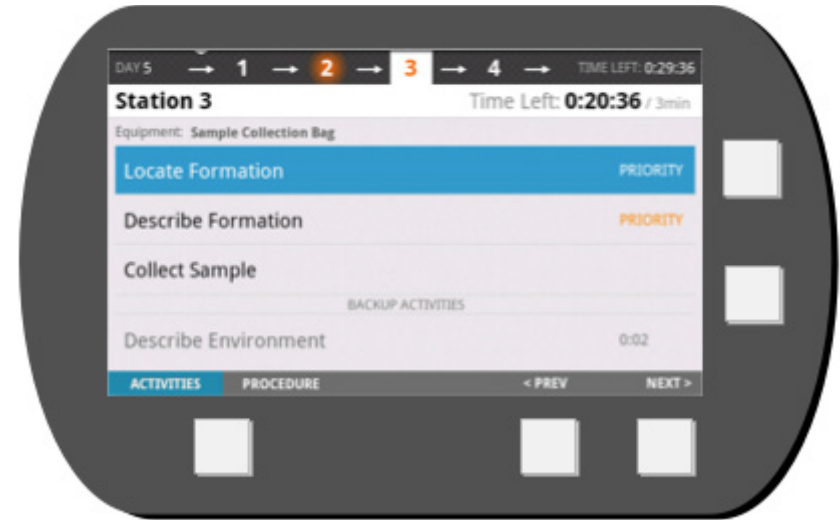 DAY 5 → 1 → 2 → 3 → 4 → TIME LEFT: 0:29:36
Station 3 Time Left: 0:20:36 / 3min
Equipment: Sample Collection Bag
Locate Formation PRIORITY
Describe Formation PRIORITY
Collect Sample
BACKUP ACTIVITIES
Describe Environment 0:02
ACTIVITIES PROCEDURE < PREV NEXT >